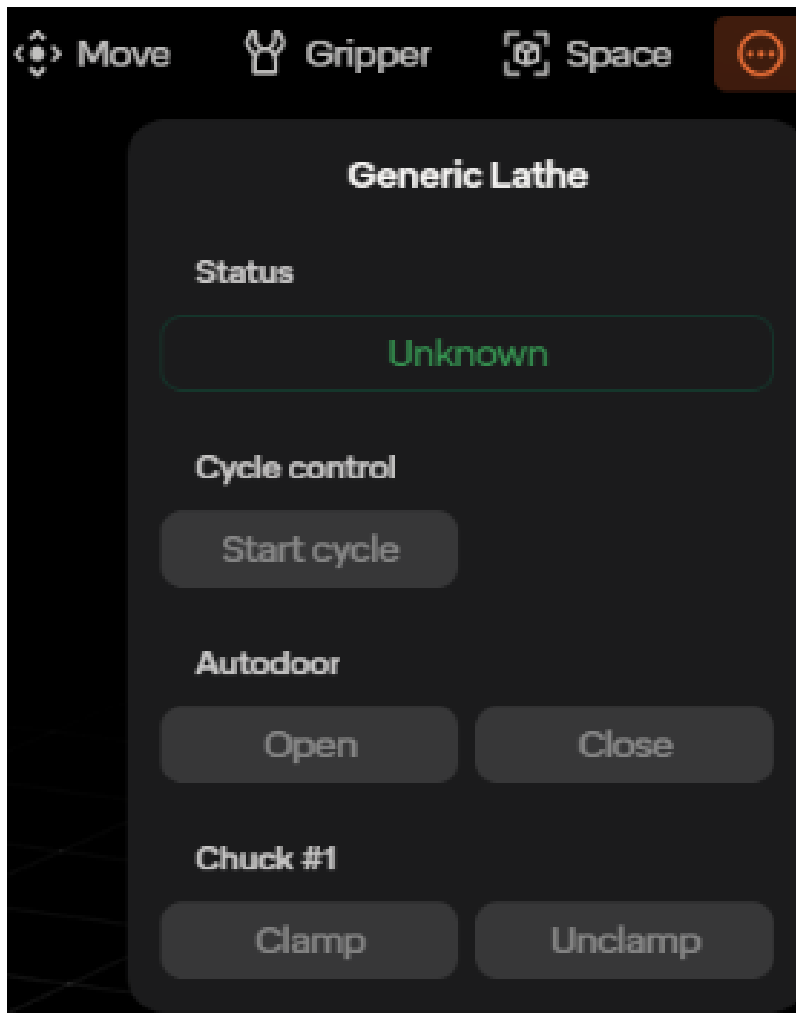 Move Gripper Space
Generic Lathe
Status
Unknown
Cycle control
Start cycle
Autodoor
Open Close
Chuck #1
Clamp Unclamp